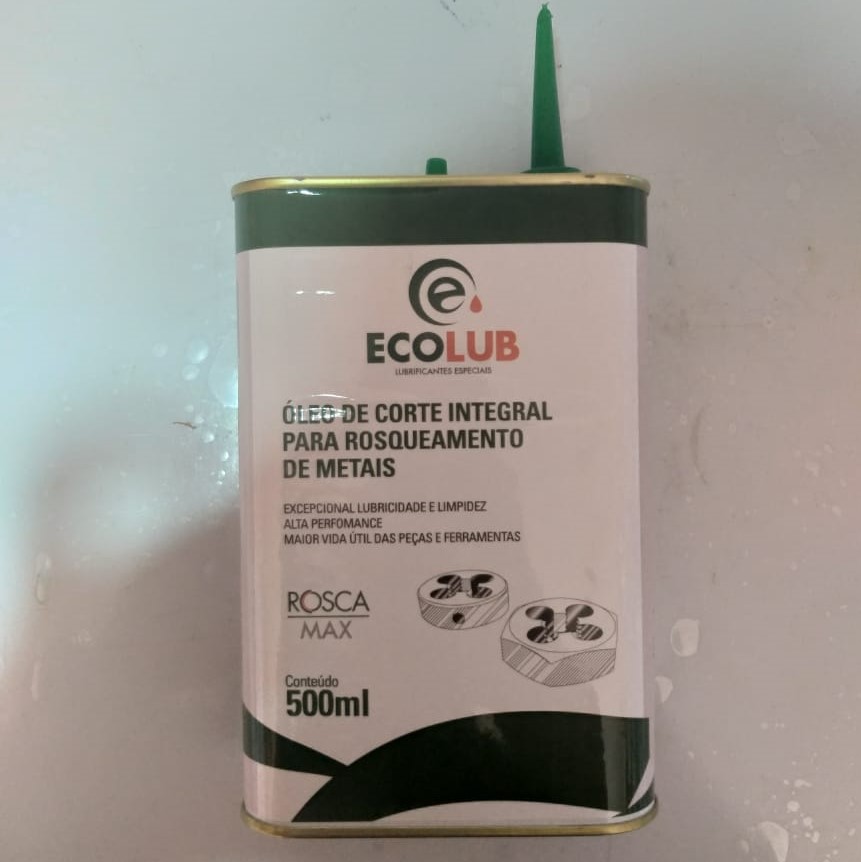 e
ECOLUB
LUBRIFICANTES ESPECIAIS
ÓLEO DE CORTE INTEGRAL
PARA ROSQUEAMENTO
DE METAIS
EXCEPCIONAL LUBRICIDADE E LIMPIDEZ
ALTA PERFOMANCE
MAIOR VIDA ÚTIL DAS PEÇAS E FERRAMENTAS
ROSCA
MAX
Conteúdo
500ml